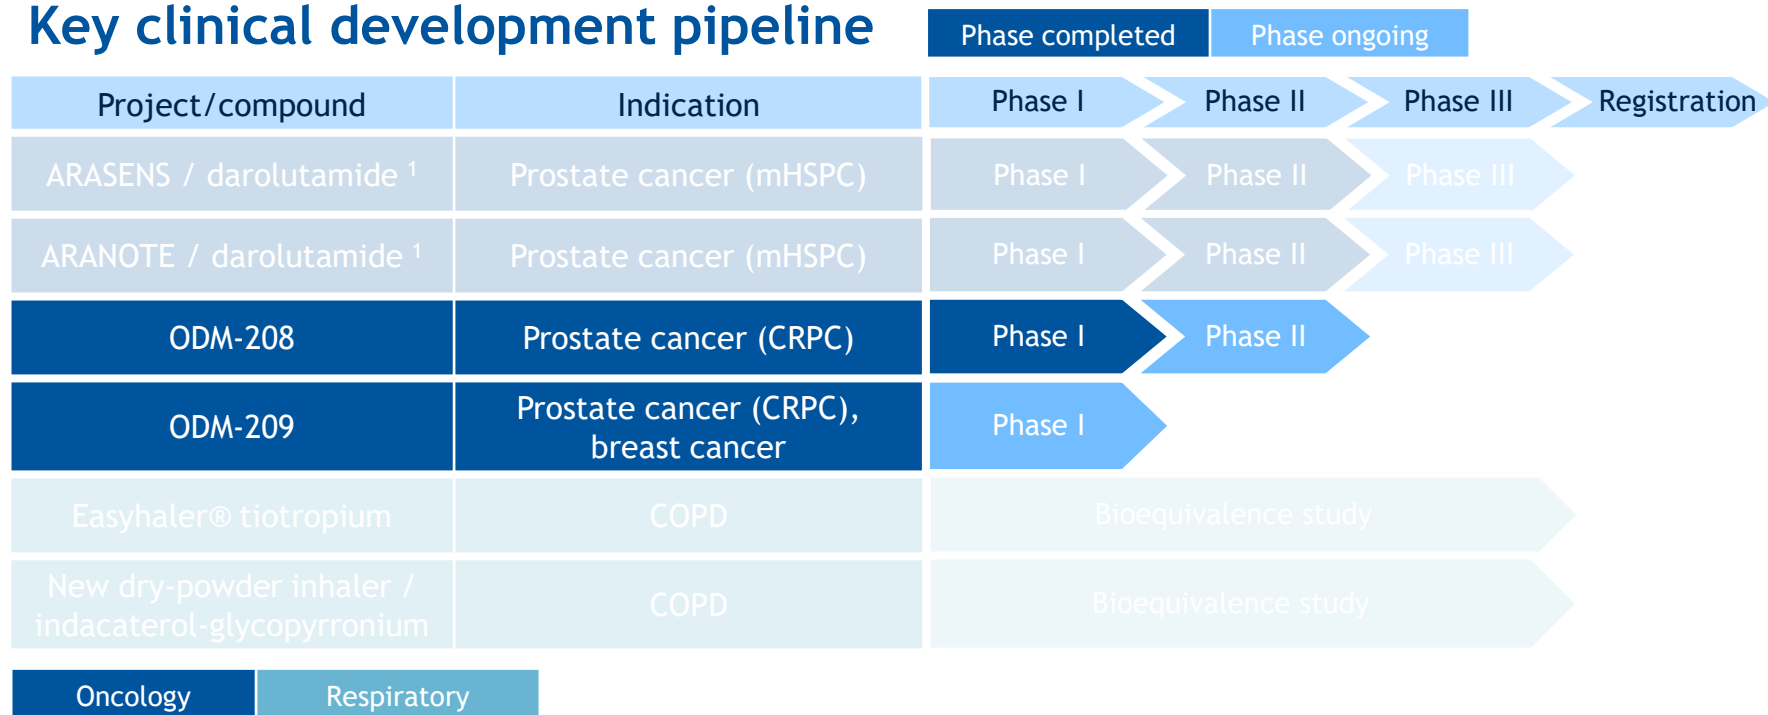 Key clinical development pipeline
Phase completed
Phase ongoing
Project/compound
Indication
Phase I
Phase II
Phase III
Registration
ARASENS / darolutamide ¹
Prostate cancer (mHSPC)
Phase I
Phase II
Phase III
ARANOTE / darolutamide ¹
Prostate cancer (mHSPC)
Phase I
Phase II
Phase III
ODM-208
Prostate cancer (CRPC)
Phase I
Phase II
ODM-209
Prostate cancer (CRPC),
breast cancer
Phase I
Easyhaler® tiotropium
COPD
Bioequivalence study
New dry-powder inhaler /
indacaterol-glycopyrronium
COPD
Bioequivalence study
Oncology
Respiratory